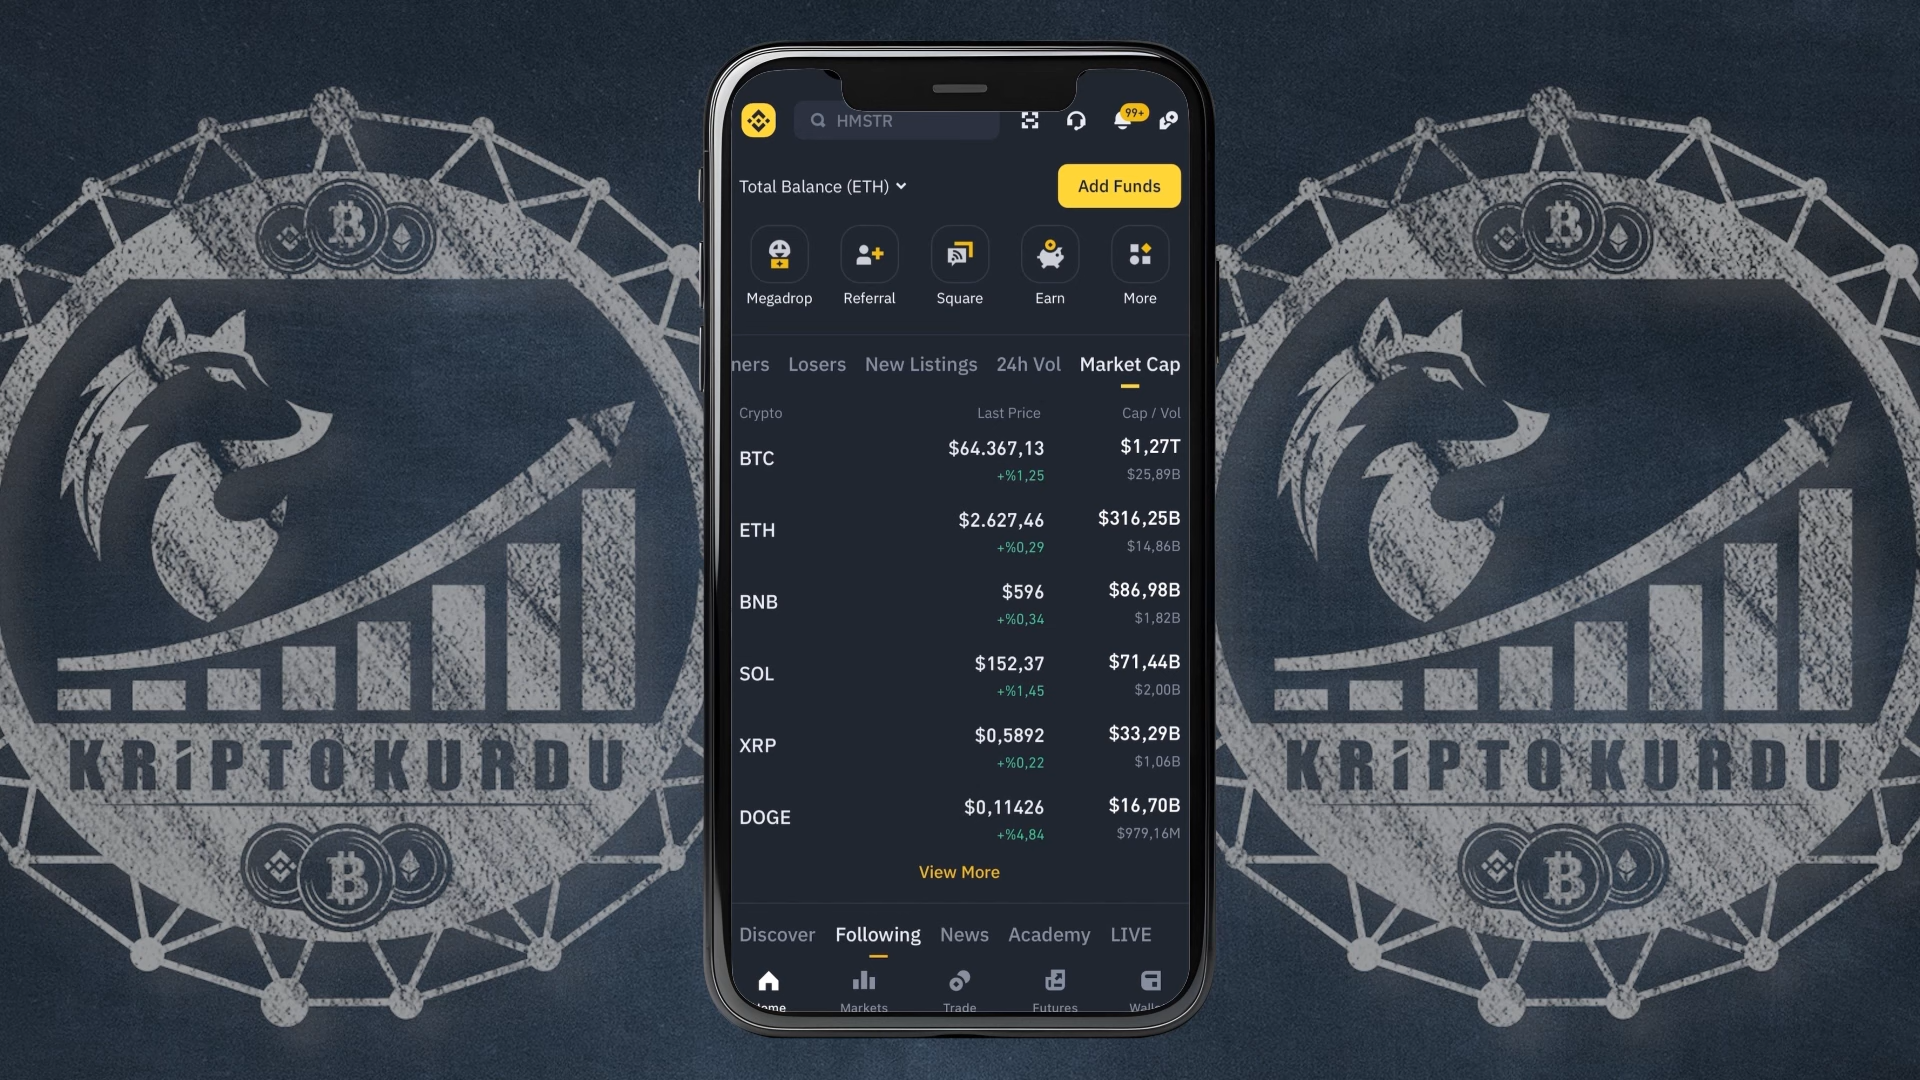 HMSTR
99+
Total Balance (ETH)
Add Funds
Megadrop Referral Square Earn More
ners Losers New Listings 24h Vol Market Cap
Crypto Last Price Cap / Vol
BTC $64.367,13 $1,27T
+%1,25 $25,89B
ETH $2.627,46 $316,25B
+%0,29 $14,86B
BNB $596 $86,98B
+%0,34 $1,82B
SOL $152,37 $71,44B
+%1,45 $2,00B
XRP $0,5892 $33,29B
+%0,22 $1,06B
DOGE $0,11426 $16,70B
+%4,84 $979,16M
View More
Discover Following News Academy LIVE
ome Markets Trade Futures Wall
KRiPTO KURDU
KRiPTO KURDU